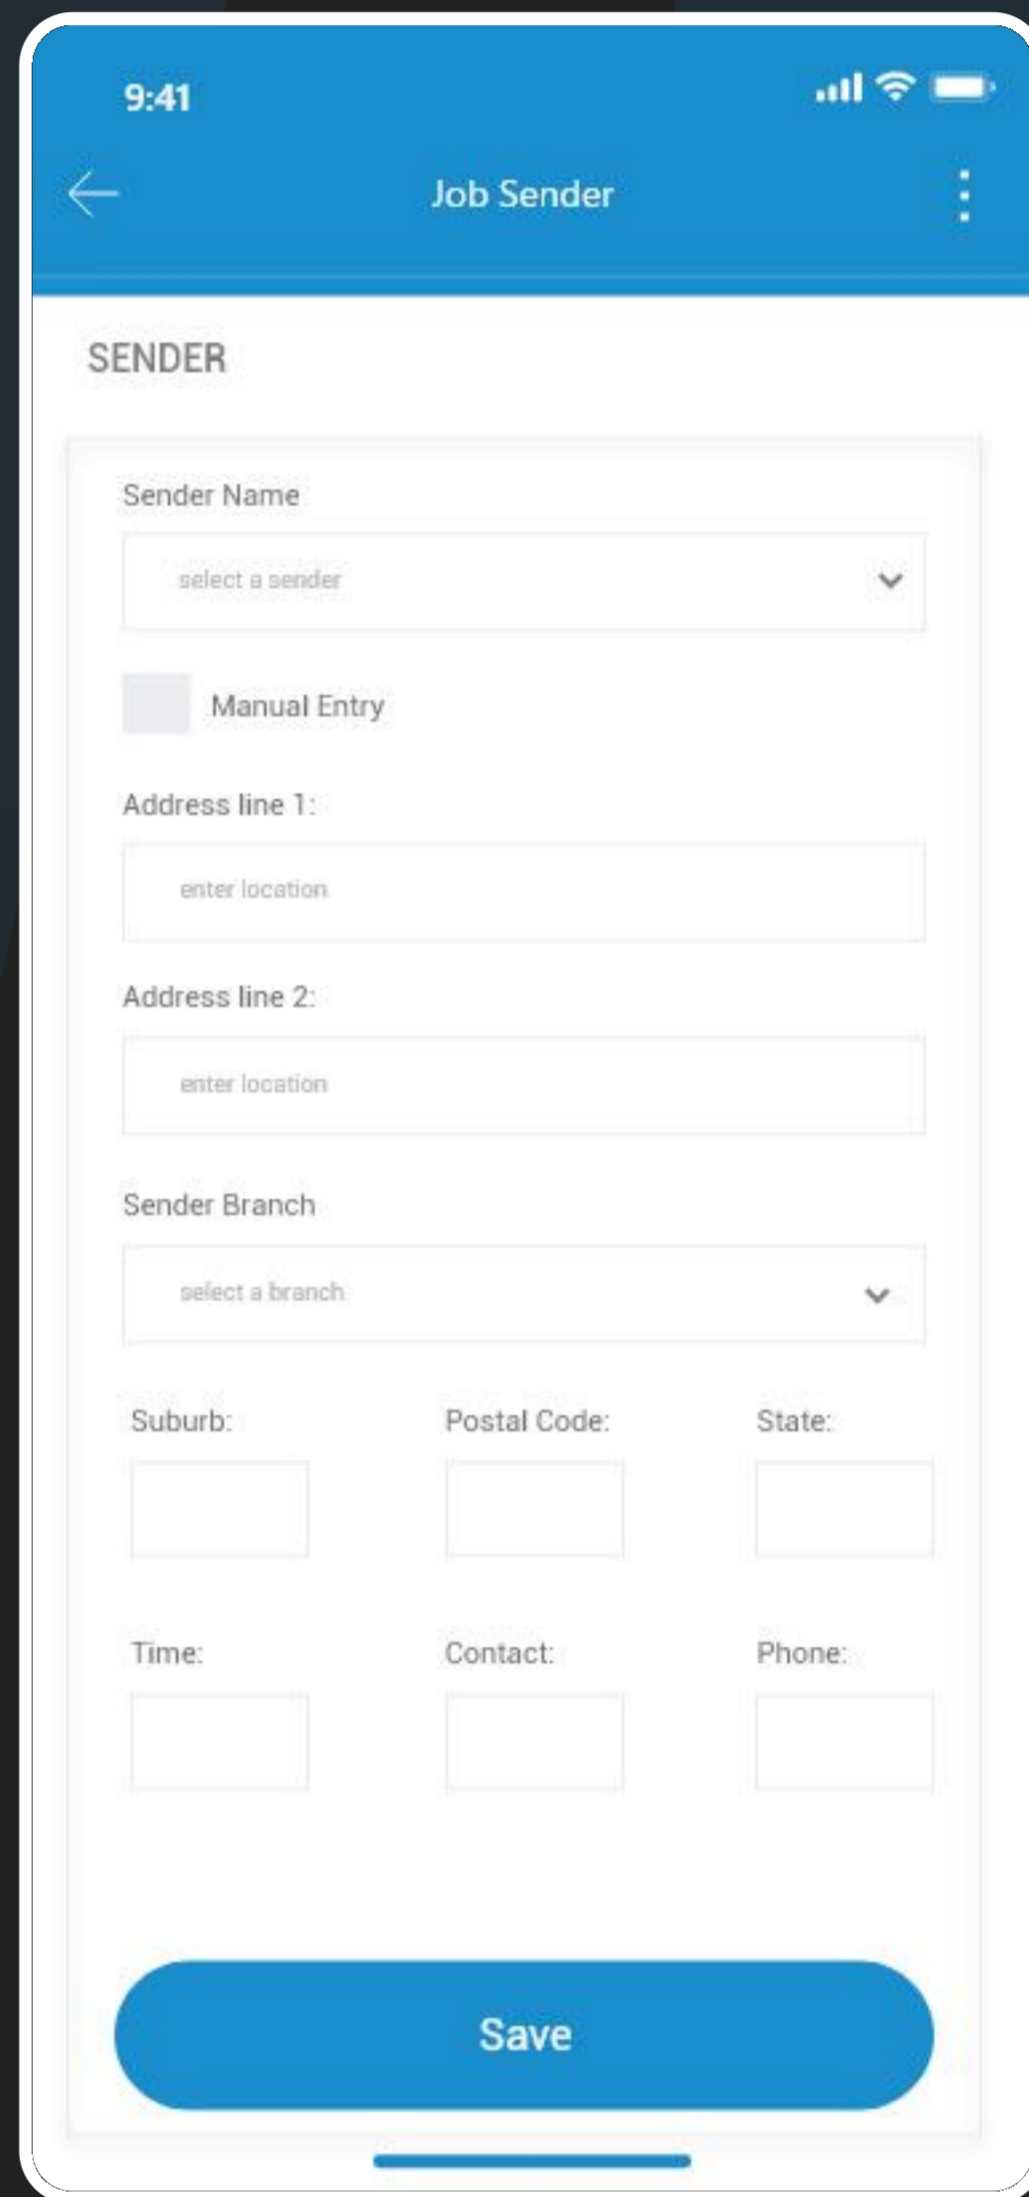 9:41
Job Sender
SENDER
Sender Name
select a sender
Manual Entry
Address line 1:
enter location
Address line 2:
enter location
Sender Branch
select a branch
Suburb: Postal Code: State:
Time: Contact: Phone:
Save